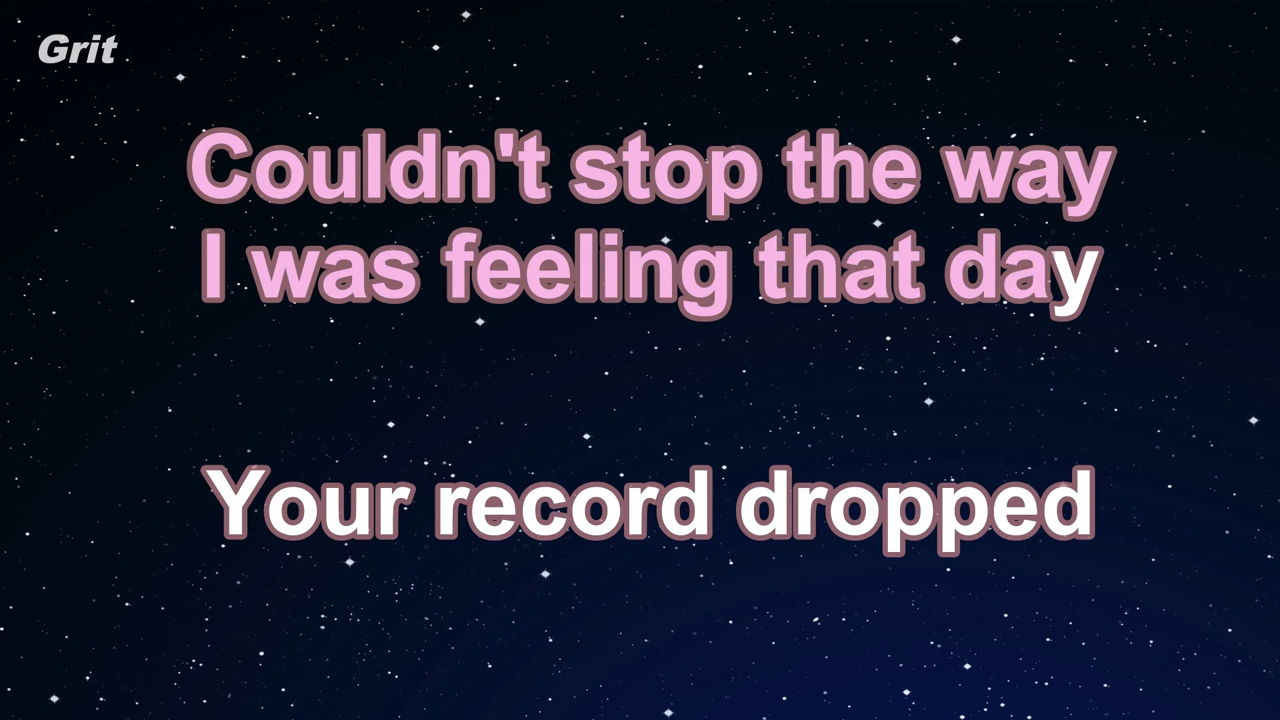 Grit
Couldn't stop the way
I was feeling that day
Your record dropped